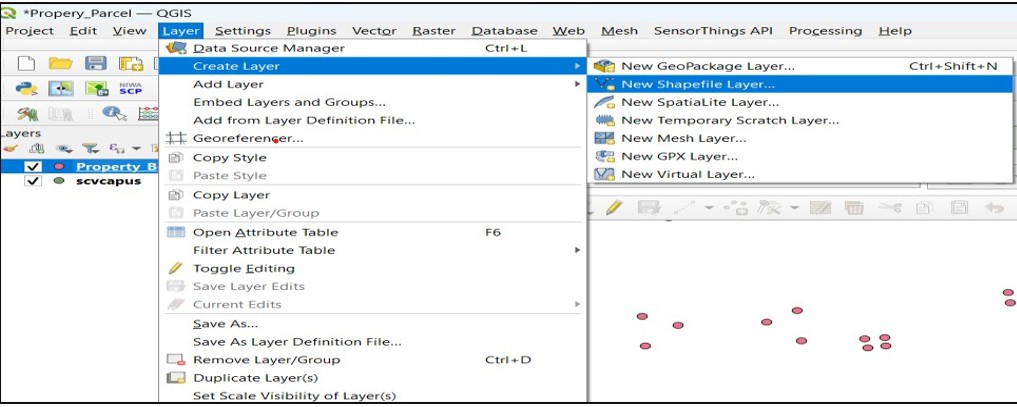 *Propery_Parcel — QGIS
Project Edit View Layer Settings Plugins Vector Raster Database Web Mesh SensorThings API Processing Help
Data Source Manager Ctrl+L
Create Layer
Add Layer
Embed Layers and Groups...
Add from Layer Definition File...
Georeferencer...
Copy Style
Paste Style
Copy Layer
Paste Layer/Group
Open Attribute Table F6
Filter Attribute Table
Toggle Editing
Save Layer Edits
Current Edits
Save As...
Save As Layer Definition File...
Remove Layer/Group Ctrl+D
Duplicate Layer(s)
Set Scale Visibility of Layer(s)
New GeoPackage Layer... Ctrl+Shift+N
New Shapefile Layer...
New SpatiaLite Layer...
New Temporary Scratch Layer...
New Mesh Layer...
New GPX Layer...
New Virtual Layer...
NIWA
SCP
ayers
Property_B
scvcapus